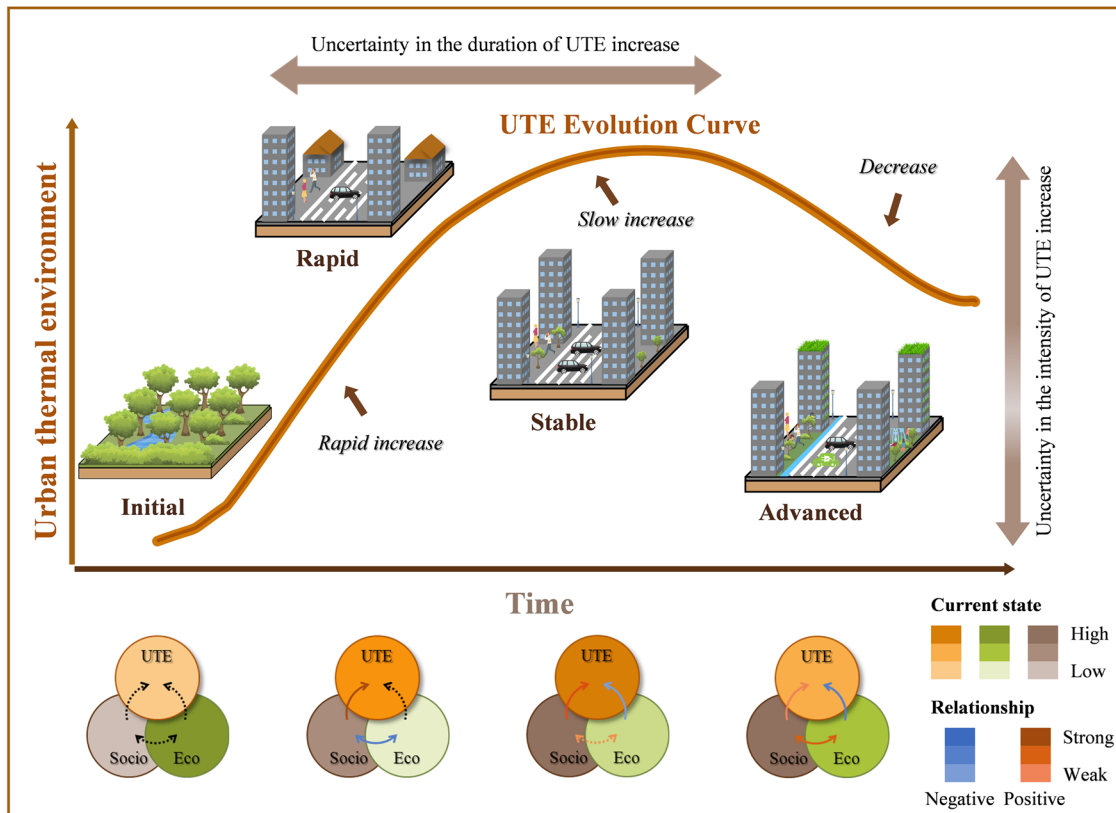 Uncertainty in the duration of UTE increase
UTE Evolution Curve
Urban thermal environment
Decrease
Slow increase
Rapid
Uncertainty in the intensity of UTE increase
Stable
Rapid increase
Initial
Advanced
Time
Current state
High
Low
Relationship
Strong
Weak
Negative
Positive
UTE
Socio
Eco
UTE
Socio
Eco
UTE
Socio
Eco
UTE
Socio
Eco